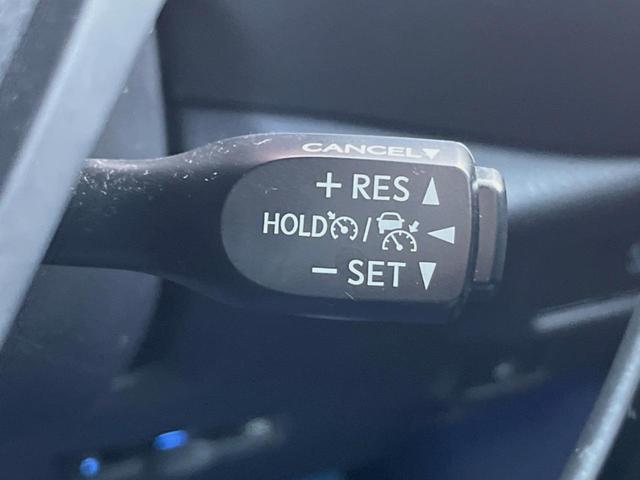 CANCEL▼
+ RES ▲
HOLD / ◀
− SET ▼